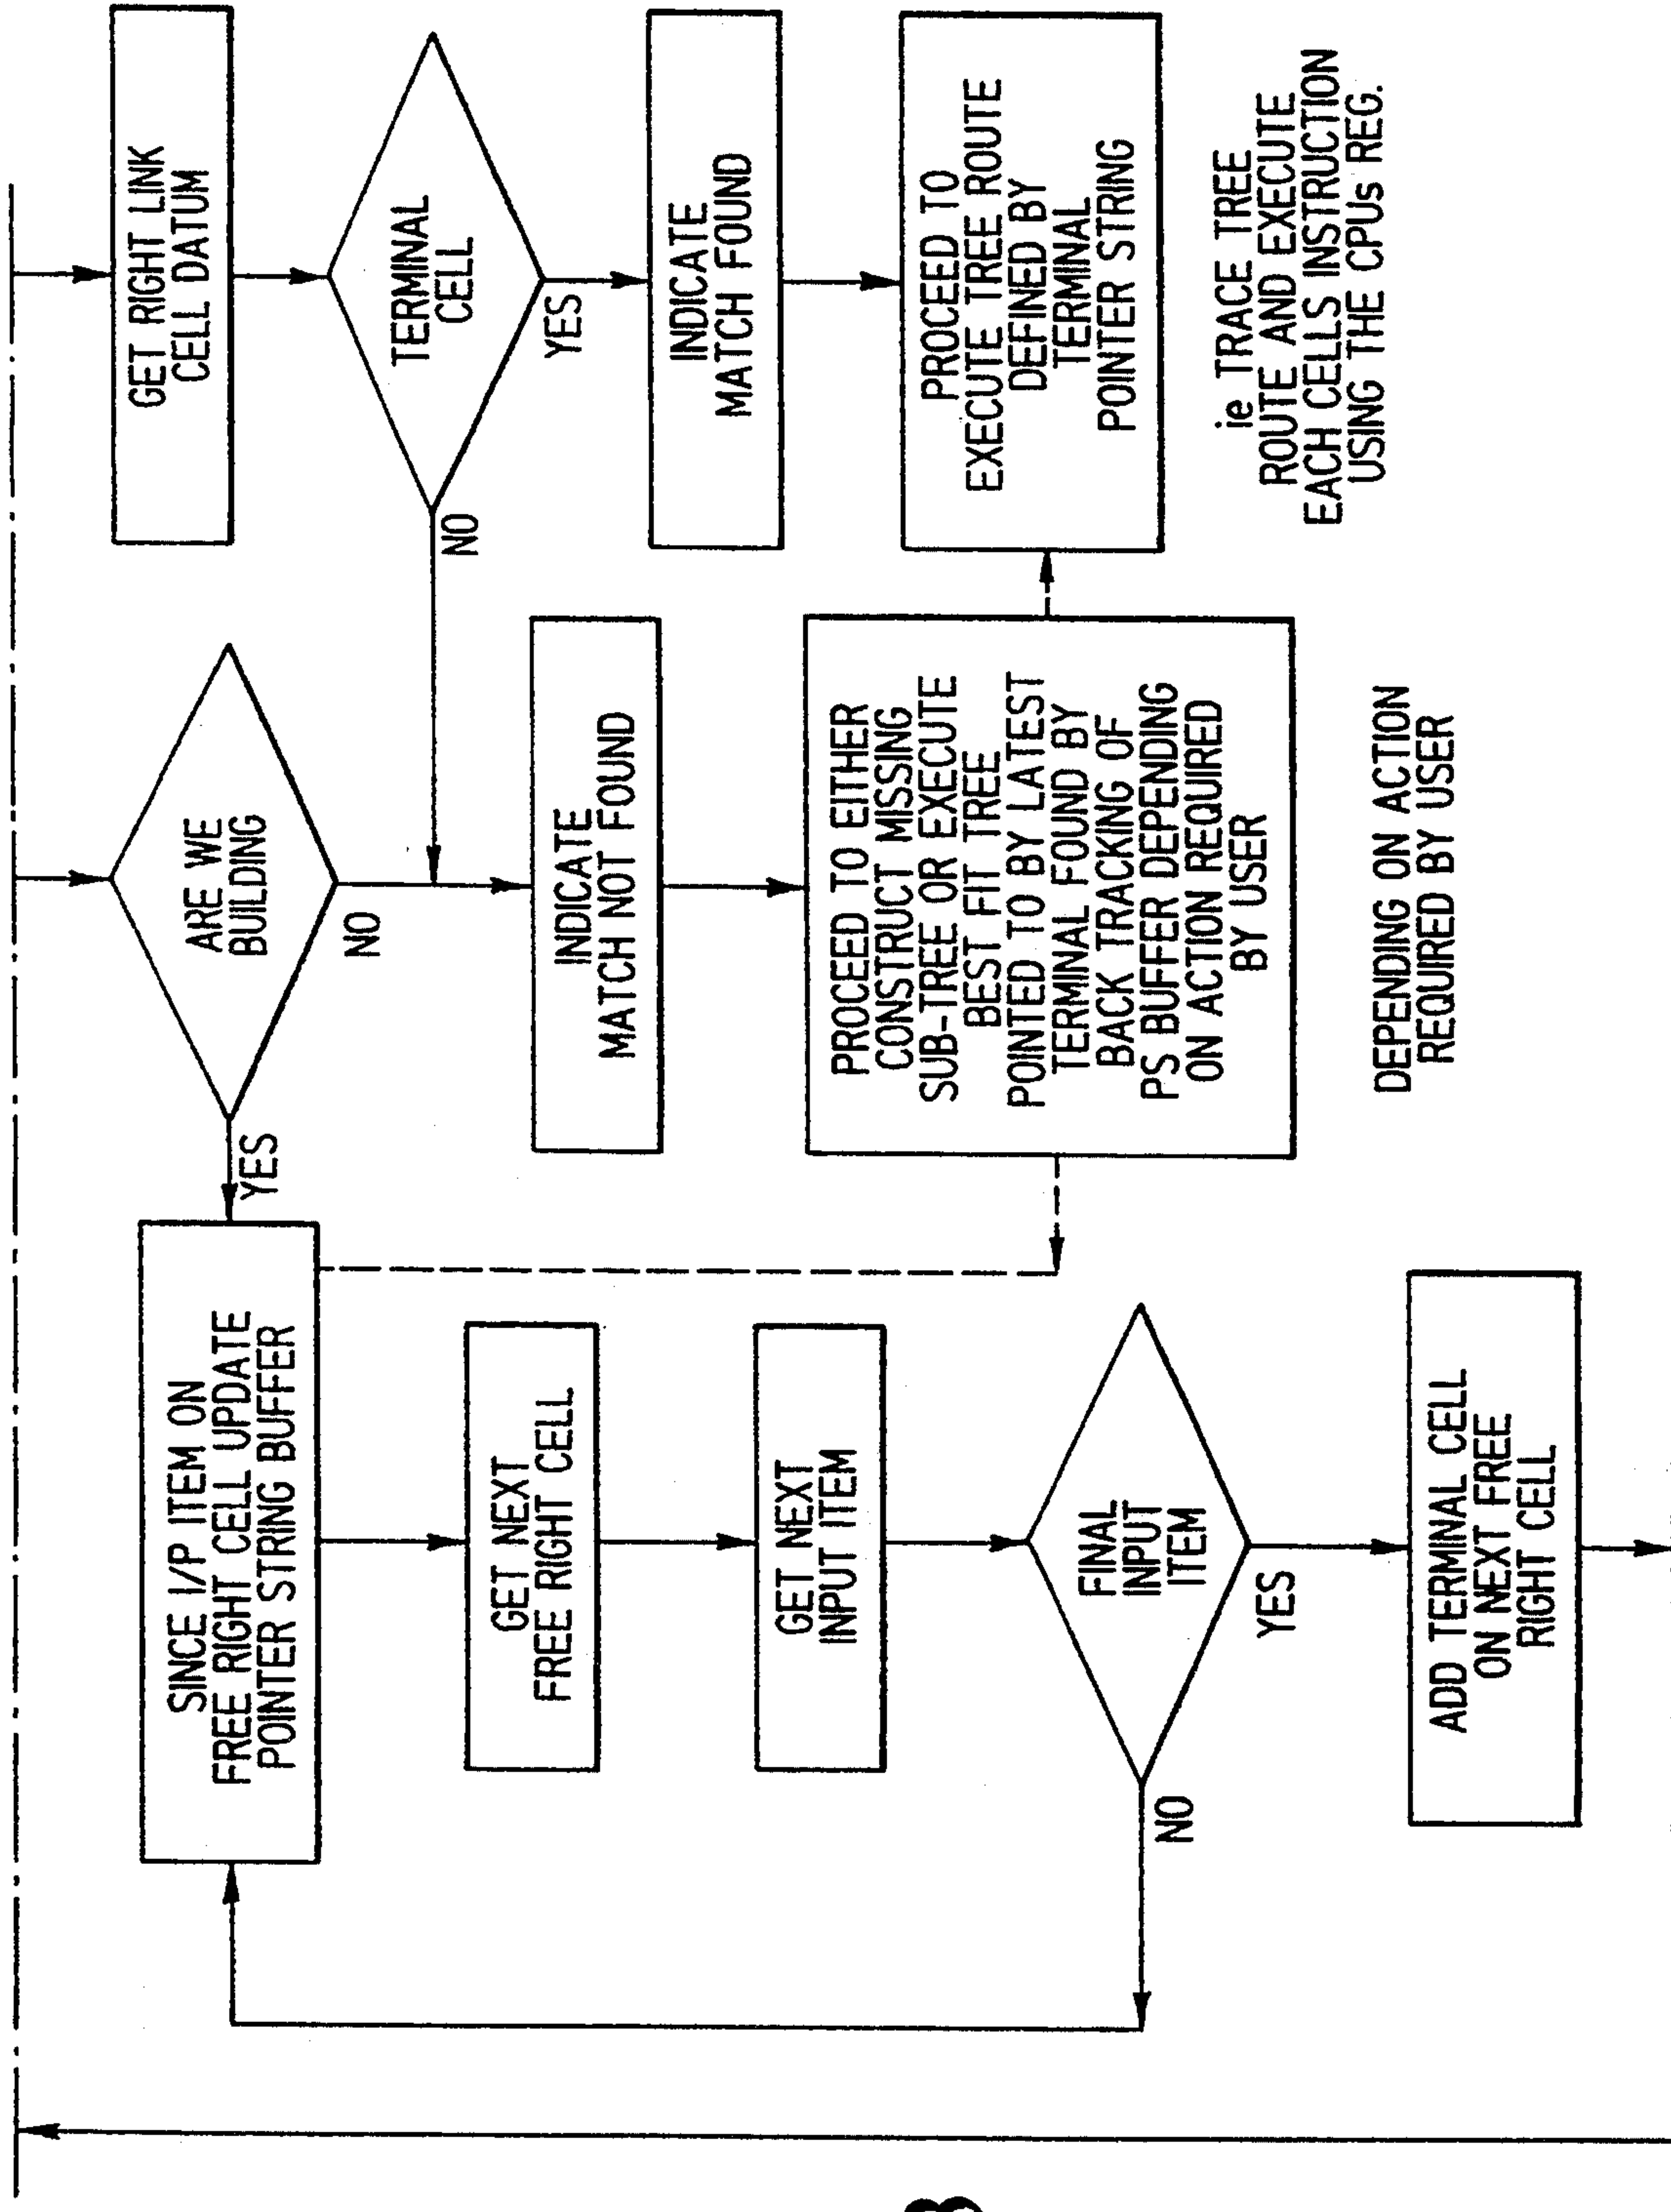 SINCE I/P ITEM ON
FREE RIGHT CELL UPDATE
POINTER STRING BUFFER
GET NEXT
FREE RIGHT CELL
GET NEXT
INPUT ITEM
FINAL
INPUT
ITEM
NO
YES
ADD TERMINAL CELL
ON NEXT FREE
RIGHT CELL
ARE WE
BUILDING
YES
NO
INDICATE
MATCH NOT FOUND
PROCEED TO EITHER
CONSTRUCT MISSING
SUB-TREE OR EXECUTE
BEST FIT TREE
POINTED TO BY LATEST
TERMINAL FOUND BY
BACK TRACKING OF
PS BUFFER DEPENDING
ON ACTION REQUIRED
BY USER
DEPENDING ON ACTION
REQUIRED BY USER
GET RIGHT LINK
CELL DATUM
TERMINAL
CELL
NO
YES
INDICATE
MATCH FOUND
PROCEED TO
EXECUTE TREE ROUTE
DEFINED BY
TERMINAL
POINTER STRING
ie TRACE TREE
ROUTE AND EXECUTE
EACH CELLS INSTRUCTION
USING THE CPUs REG.